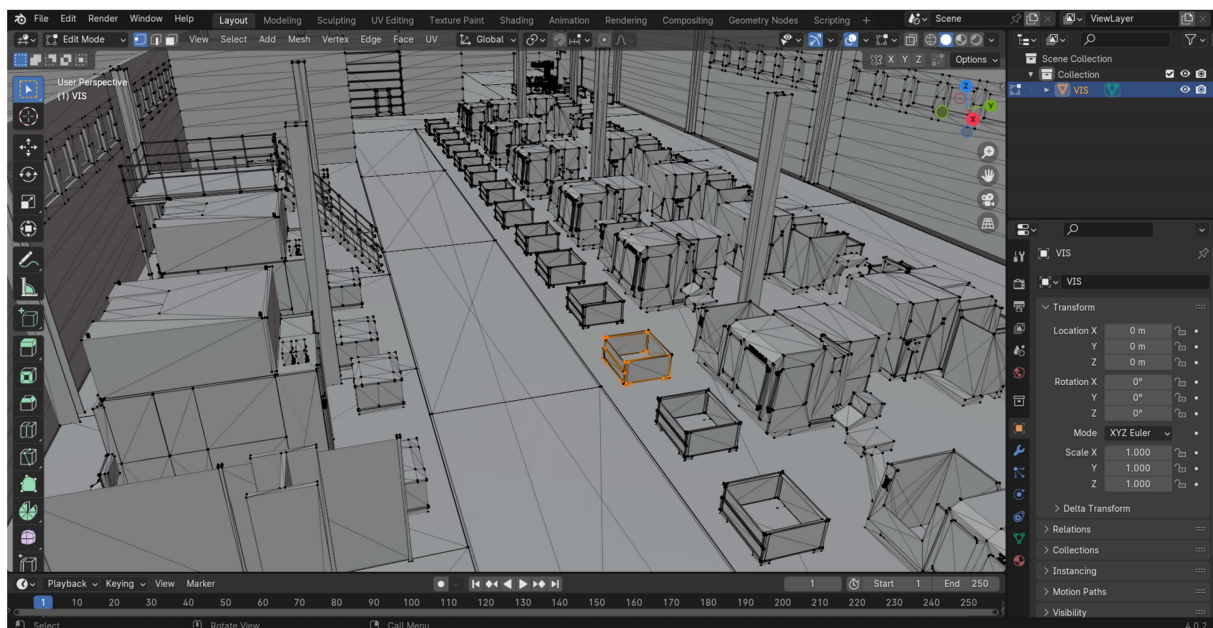 File Edit Render Window Help Layout Modeling Sculpting UV Editing Texture Paint Shading Animation Rendering Compositing Geometry Nodes Scripting + Scene ViewLayer
Edit Mode View Select Add Mesh Vertex Edge Face UV Global
X Y Z Options
User Perspective
(1) VIS
Z
Y
X
Scene Collection
Collection
VIS
VIS
VIS
Transform
Location X 0 m
Y 0 m
Z 0 m
Rotation X 0°
Y 0°
Z 0°
Mode XYZ Euler
Scale X 1.000
Y 1.000
Z 1.000
Delta Transform
Relations
Collections
Instancing
Motion Paths
Visibility
Playback Keying View Marker 1 Start 1 End 250
1 10 20 30 40 50 60 70 80 90 100 110 120 130 140 150 160 170 180 190 200 210 220 230 240 250
Select Rotate View Call Menu 4.0.2